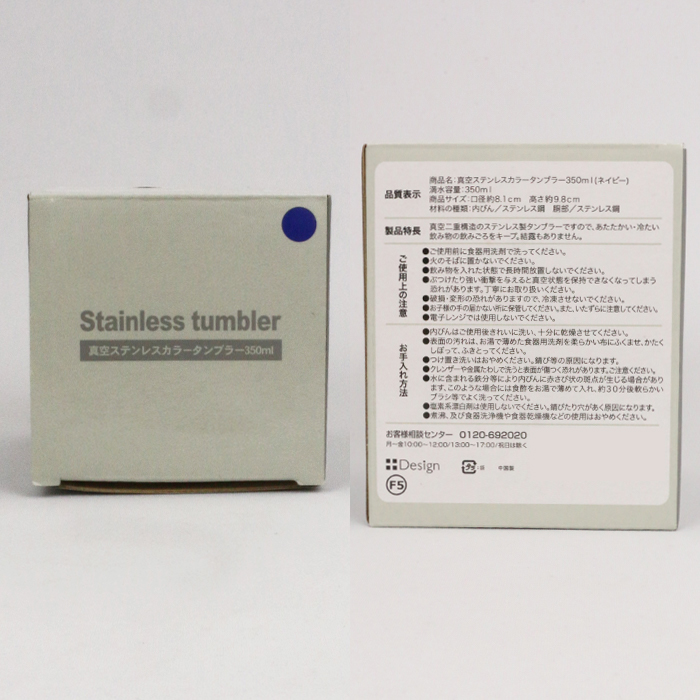 Stainless tumbler
真空ステンレスカラータンブラー350ml
品質表示
商品名：真空ステンレスカラータンブラー350ml(ネイビー)
満水容量：350ml
商品サイズ：口径約8.1cm 高さ約9.8cm
材料の種類：内びん／ステンレス鋼 胴部／ステンレス鋼
製品特長
真空二重構造のステンレス製タンブラーですので、あたたかい・冷たい
飲み物の飲みごろをキープ。結露もありません。
ご使用上の注意
●ご使用前に食器用洗剤で洗ってください。
●火のそばに置かないでください。
●飲み物を入れた状態で長時間放置しないでください。
●ぶつけたり強い衝撃を与えると真空状態を保持できなくなってしまう
恐れがあります。丁寧にお取り扱いください。
●破損・変形の恐れがありますので、冷凍させないでください。
●お子様の手の届かない所に保管してください。また、いたずらに注意してください。
●電子レンジでは使用しないでください。
お手入れ方法
●内びんはご使用後きれいに洗い、十分に乾燥させてください。
●表面の汚れは、お湯で薄めた食器用洗剤を柔らかい布にふくませ、かたく
しぼって、ふきとってください。
●つけ置き洗いはおやめください。錆び等の原因になります。
●クレンザーや金属たわしで洗うと表面が傷つく恐れがあります。ご注意ください。
●水に含まれる鉄分等により内びんに赤さび状の斑点が生じる場合があり
ます。このような場合には食酢をお湯で薄めて入れ、約30分後柔らかい
ブラシ等でよく洗ってください。
●塩素系漂白剤は使用しないでください。錆びたり穴があく原因になります。
●煮沸、及び食器洗浄機や食器乾燥機などの使用はおやめください。
お客様相談センター 0120-692020
月〜金10:00〜12:00/13:00〜17:00/祝日は除く
Design
プラ
:袋
中国製
F5